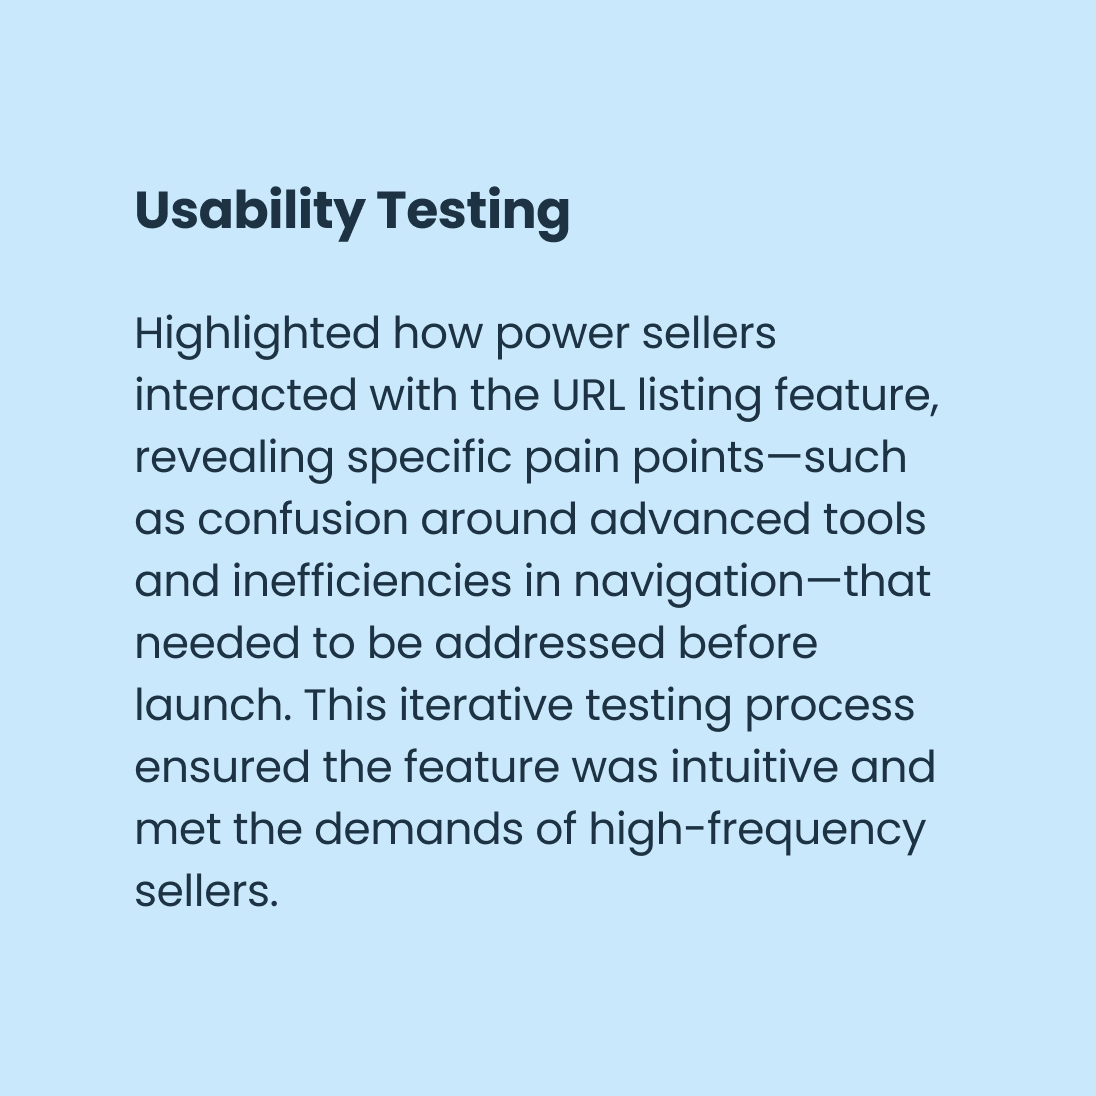 Usability Testing
Highlighted how power sellers
interacted with the URL listing feature,
revealing specific pain points—such
as confusion around advanced tools
and inefficiencies in navigation—that
needed to be addressed before
launch. This iterative testing process
ensured the feature was intuitive and
met the demands of high-frequency
sellers.